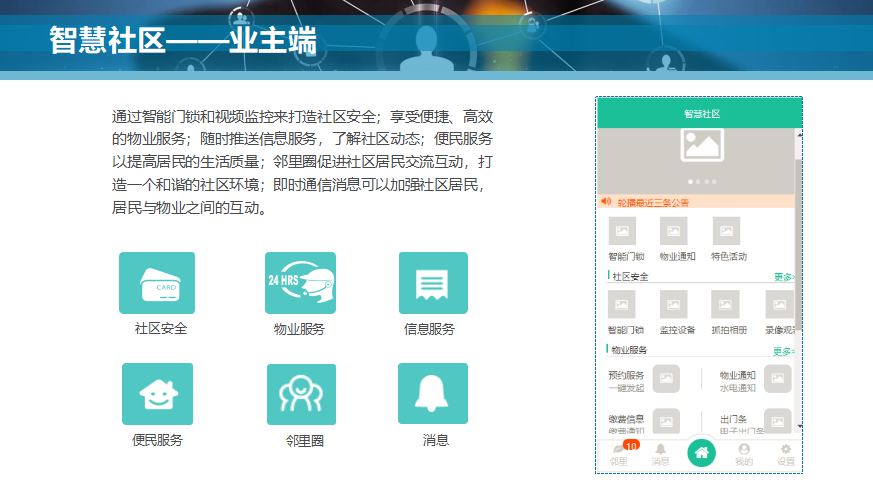 智慧社区——业主端
通过智能门锁和视频监控来打造社区安全；享受便捷、高效
的物业服务；随时推送信息服务，了解社区动态；便民服务
以提高居民的生活质量；邻里圈促进社区居民交流互动，打
造一个和谐的社区环境；即时通信消息可以加强社区居民，
居民与物业之间的互动。
CARD
24 HRS
社区安全
物业服务
信息服务
便民服务
邻里圈
消息
智慧社区
轮播最近三条公告
智能门锁
物业通知
特色活动
社区安全
更多>
智能门锁
监控设备
抓拍相册
录像观
物业服务
更多>
预约服务
一键发起
物业通知
水电通知
缴费信息
缴费通知
出门条
电子出门条
10
邻里
消息
我的
设置